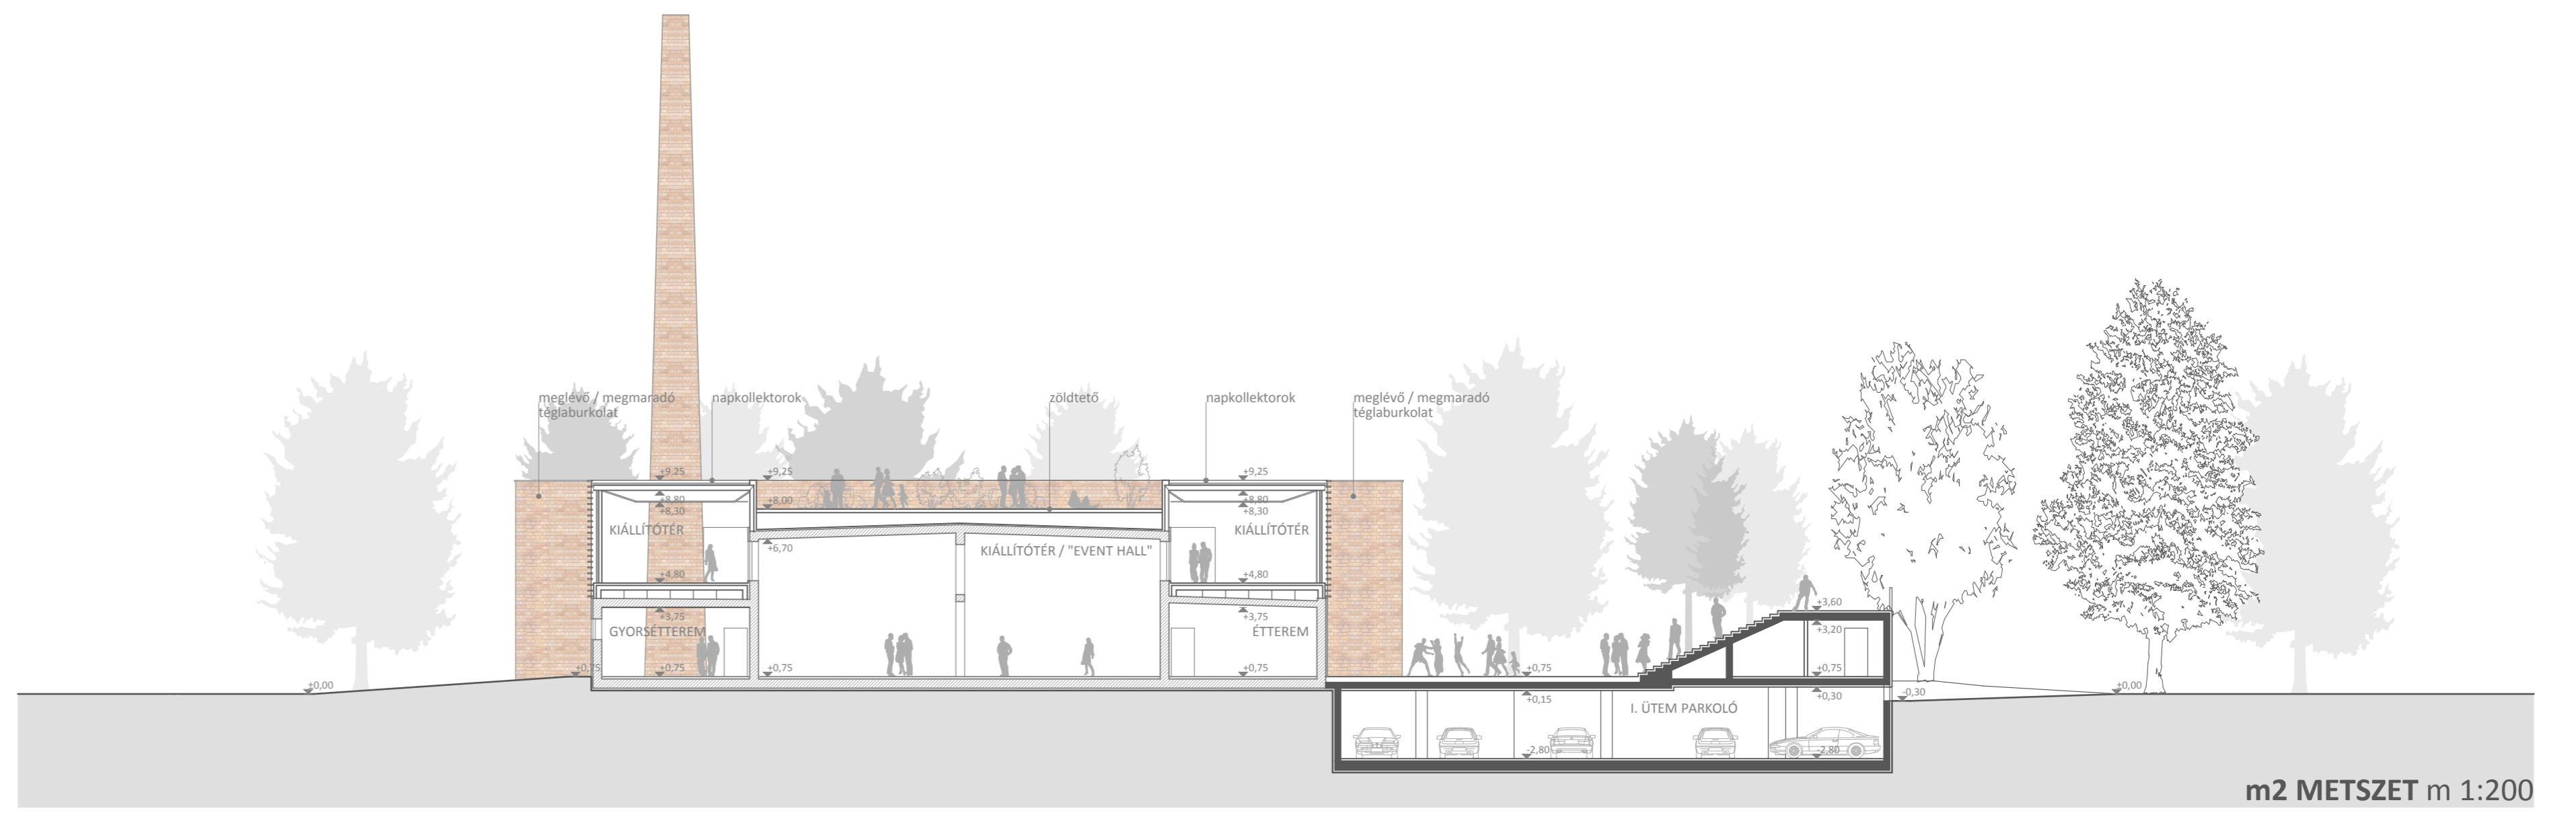 meglévő / megmaradó
téglaburkolat
napkollektorok
zöldtető
napkollektorok
meglévő / megmaradó
téglaburkolat
+9,25
+9,25
+9,25
+8,80
+8,30
+8,00
+8,80
+8,30
KIÁLLÍTÓTÉR
KIÁLLÍTÓTÉR
+6,70
KIÁLLÍTÓTÉR / "EVENT HALL"
+4,80
+4,80
+3,75
+3,75
+3,60
GYORSÉTTEREM
ÉTTEREM
+3,20
+0,75
+0,75
+0,75
+0,75
+0,75
+0,75
+0,00
+0,00
+0,15
+0,30
-0,30
I. ÜTEM PARKOLÓ
-2,80
-2,80
m2 METSZET m 1:200